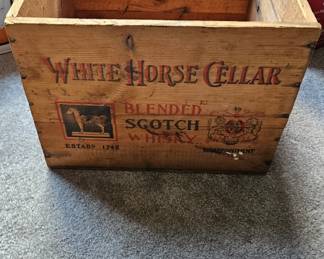 WHITE HORSE CELLAR
BLENDED
SCOTCH
WHISKY
ESTABD. 1742